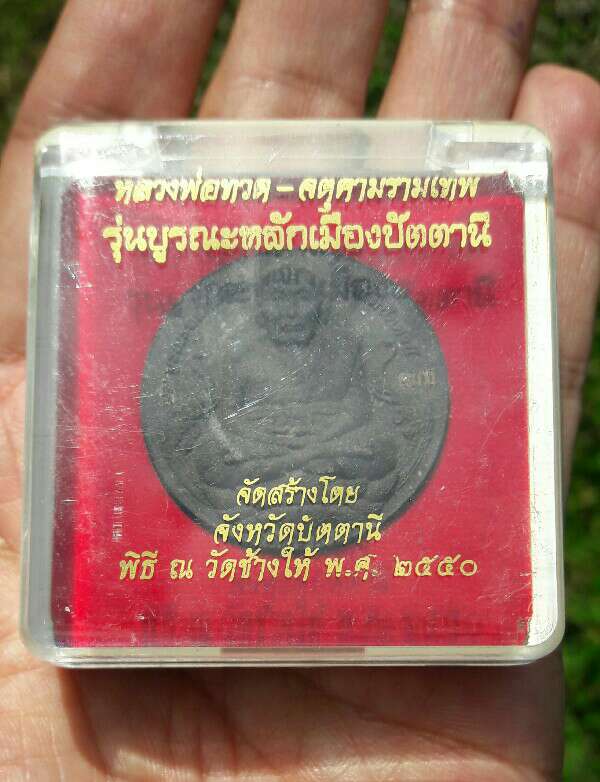 หลวงพ่อทวด - จตุคามรามเทพ
รุ่นบูรณะหลักเมืองปัตตานี
จัดสร้างโดย
จังหวัดปัตตานี
พิธี ณ วัดช้างให้ พ.ศ. ๒๕๕๐